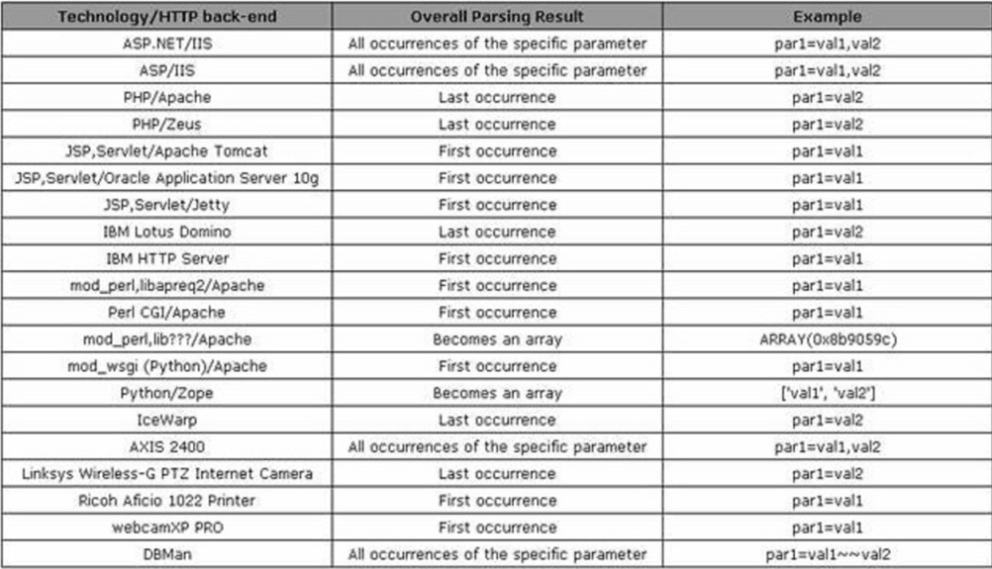 Technology/HTTP back-end Overall Parsing Result Example
ASP.NET/IIS All occurrences of the specific parameter par1=val1,val2
ASP/IIS All occurrences of the specific parameter par1=val1,val2
PHP/Apache Last occurrence par1=val2
PHP/Zeus Last occurrence par1=val2
JSP,Servlet/Apache Tomcat First occurrence par1=val1
JSP,Servlet/Oracle Application Server 10g First occurrence par1=val1
JSP,Servlet/Jetty First occurrence par1=val1
IBM Lotus Domino Last occurrence par1=val2
IBM HTTP Server First occurrence par1=val1
mod_perl,libapreq2/Apache First occurrence par1=val1
Perl CGI/Apache First occurrence par1=val1
mod_perl,lib???/Apache Becomes an array ARRAY(0x8b9059c)
mod_wsgi (Python)/Apache First occurrence par1=val1
Python/Zope Becomes an array ['val1', 'val2']
IceWarp Last occurrence par1=val2
AXIS 2400 All occurrences of the specific parameter par1=val1,val2
Linksys Wireless-G PTZ Internet Camera Last occurrence par1=val2
Ricoh Aficio 1022 Printer First occurrence par1=val1
webcamXP PRO First occurrence par1=val1
DBMan All occurrences of the specific parameter par1=val1~~val2